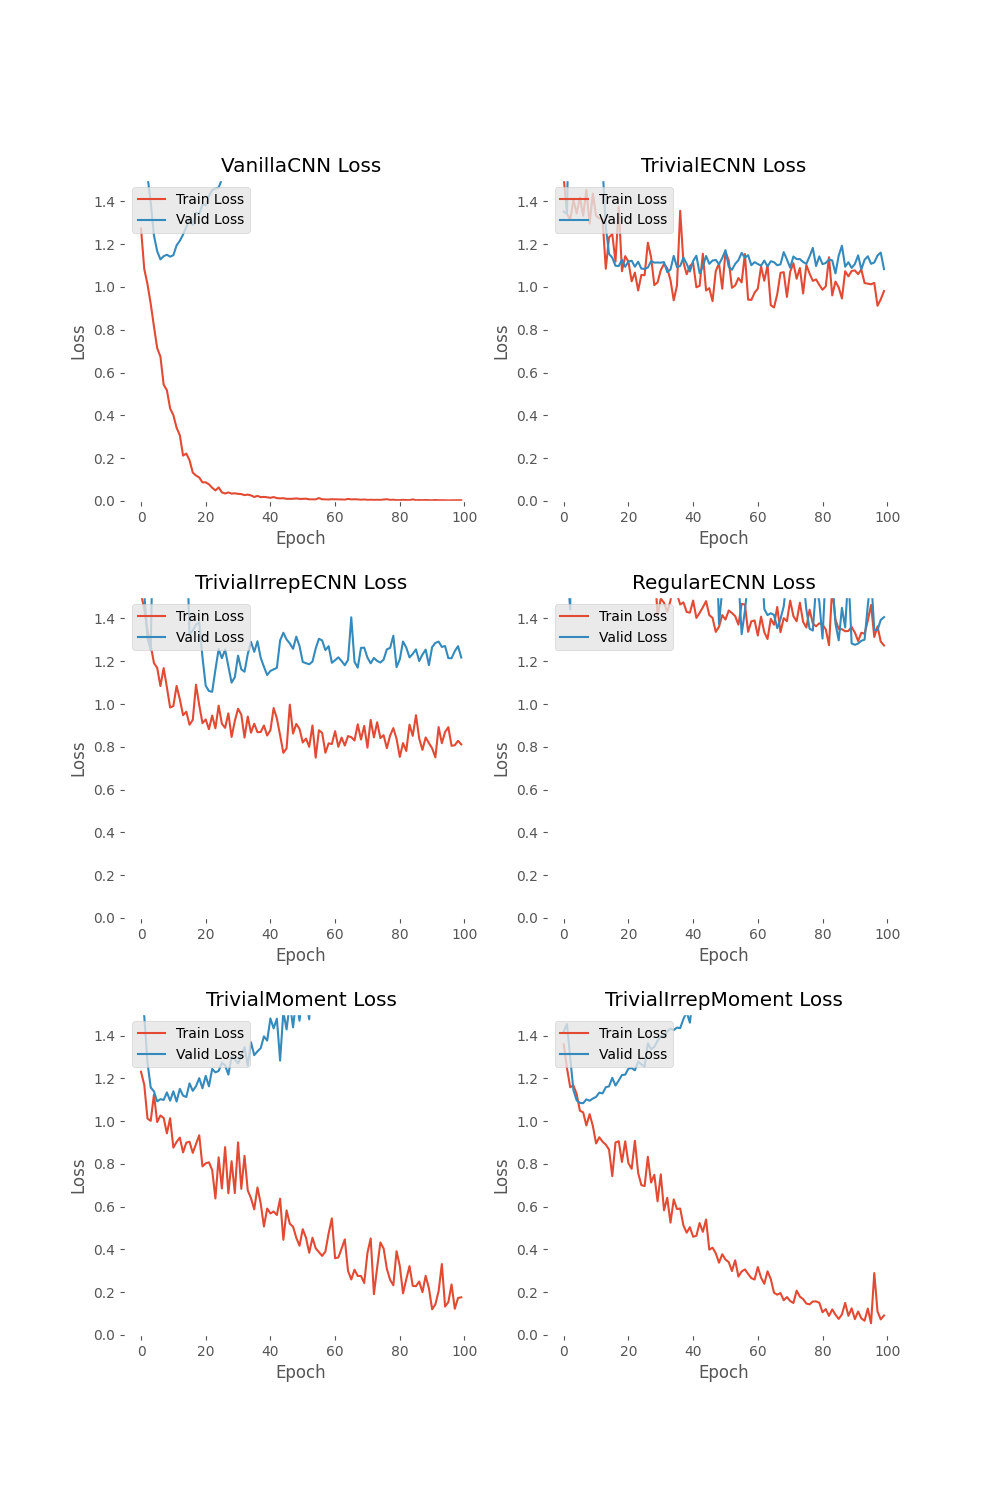 VanillaCNN Loss
Train Loss
Valid Loss
1.4
1.2
1.0
0.8
0.6
0.4
0.2
0.0
Loss
0 20 40 60 80 100
Epoch
TrivialECNN Loss
Train Loss
Valid Loss
1.4
1.2
1.0
0.8
0.6
0.4
0.2
0.0
Loss
0 20 40 60 80 100
Epoch
TrivialIrrepECNN Loss
Train Loss
Valid Loss
1.4
1.2
1.0
0.8
0.6
0.4
0.2
0.0
Loss
0 20 40 60 80 100
Epoch
RegularECNN Loss
Train Loss
Valid Loss
1.4
1.2
1.0
0.8
0.6
0.4
0.2
0.0
Loss
0 20 40 60 80 100
Epoch
TrivialMoment Loss
Train Loss
Valid Loss
1.4
1.2
1.0
0.8
0.6
0.4
0.2
0.0
Loss
0 20 40 60 80 100
Epoch
TrivialIrrepMoment Loss
Train Loss
Valid Loss
1.4
1.2
1.0
0.8
0.6
0.4
0.2
0.0
Loss
0 20 40 60 80 100
Epoch